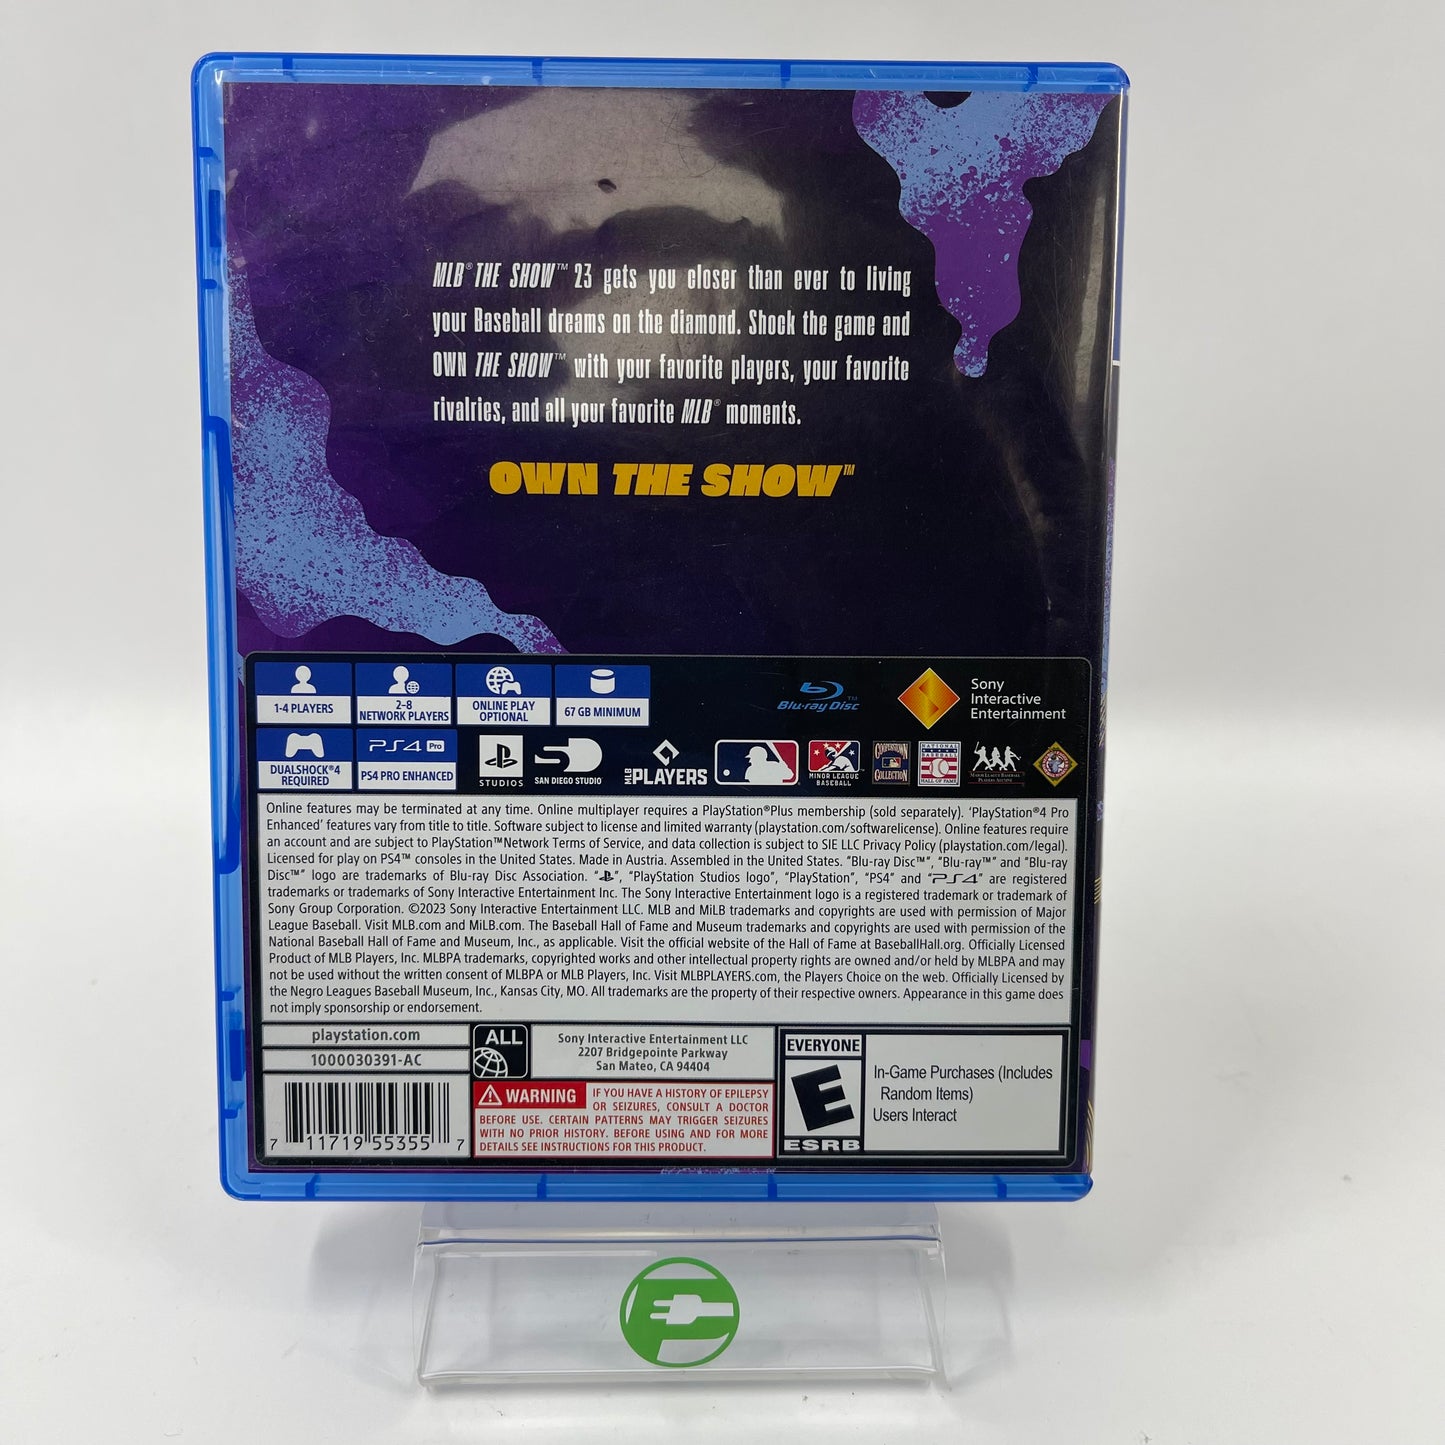 MLB® THE SHOW™ 23 gets you closer than ever to living
your Baseball dreams on the diamond. Shock the game and
OWN THE SHOW™ with your favorite players, your favorite
rivalries, and all your favorite MLB® moments.
OWN THE SHOW™
1-4 PLAYERS
2-8
NETWORK PLAYERS
ONLINE PLAY
OPTIONAL
67 GB MINIMUM
Blu-ray Disc™
Sony
Interactive
Entertainment
DUALSHOCK®4
REQUIRED
PS4 Pro
PS4 PRO ENHANCED
STUDIOS
SAN DIEGO STUDIO
MLB PLAYERS
MINOR LEAGUE
BASEBALL
COOPERSTOWN
COLLECTION
NATIONAL
BASEBALL
HALL OF FAME
MAJOR LEAGUE BASEBALL
PLAYERS ALUMNI
Online features may be terminated at any time. Online multiplayer requires a PlayStation®Plus membership (sold separately). 'PlayStation®4 Pro
Enhanced' features vary from title to title. Software subject to license and limited warranty (playstation.com/softwarelicense). Online features require
an account and are subject to PlayStation™Network Terms of Service, and data collection is subject to SIE LLC Privacy Policy (playstation.com/legal).
Licensed for play on PS4™ consoles in the United States. Made in Austria. Assembled in the United States. "Blu-ray Disc™", "Blu-ray™" and "Blu-ray
Disc™" logo are trademarks of Blu-ray Disc Association. "", "PlayStation Studios logo", "PlayStation", "PS4" and "PS4" are registered
trademarks or trademarks of Sony Interactive Entertainment Inc. The Sony Interactive Entertainment logo is a registered trademark or trademark of
Sony Group Corporation. ©2023 Sony Interactive Entertainment LLC. MLB and MiLB trademarks and copyrights are used with permission of Major
League Baseball. Visit MLB.com and MiLB.com. The Baseball Hall of Fame and Museum trademarks and copyrights are used with permission of the
National Baseball Hall of Fame and Museum, Inc., as applicable. Visit the official website of the Hall of Fame at BaseballHall.org. Officially Licensed
Product of MLB Players, Inc. MLBPA trademarks, copyrighted works and other intellectual property rights are owned and/or held by MLBPA and may
not be used without the written consent of MLBPA or MLB Players, Inc. Visit MLBPLAYERS.com, the Players Choice on the web. Officially Licensed by
the Negro Leagues Baseball Museum, Inc., Kansas City, MO. All trademarks are the property of their respective owners. Appearance in this game does
not imply sponsorship or endorsement.
playstation.com
1000030391-AC
7 11719 55355 7
ALL
Sony Interactive Entertainment LLC
2207 Bridgepointe Parkway
San Mateo, CA 94404
WARNING IF YOU HAVE A HISTORY OF EPILEPSY
OR SEIZURES, CONSULT A DOCTOR
BEFORE USE. CERTAIN PATTERNS MAY TRIGGER SEIZURES
WITH NO PRIOR HISTORY. BEFORE USING AND FOR MORE
DETAILS SEE INSTRUCTIONS FOR THIS PRODUCT.
EVERYONE
E
ESRB
In-Game Purchases (Includes
Random Items)
Users Interact